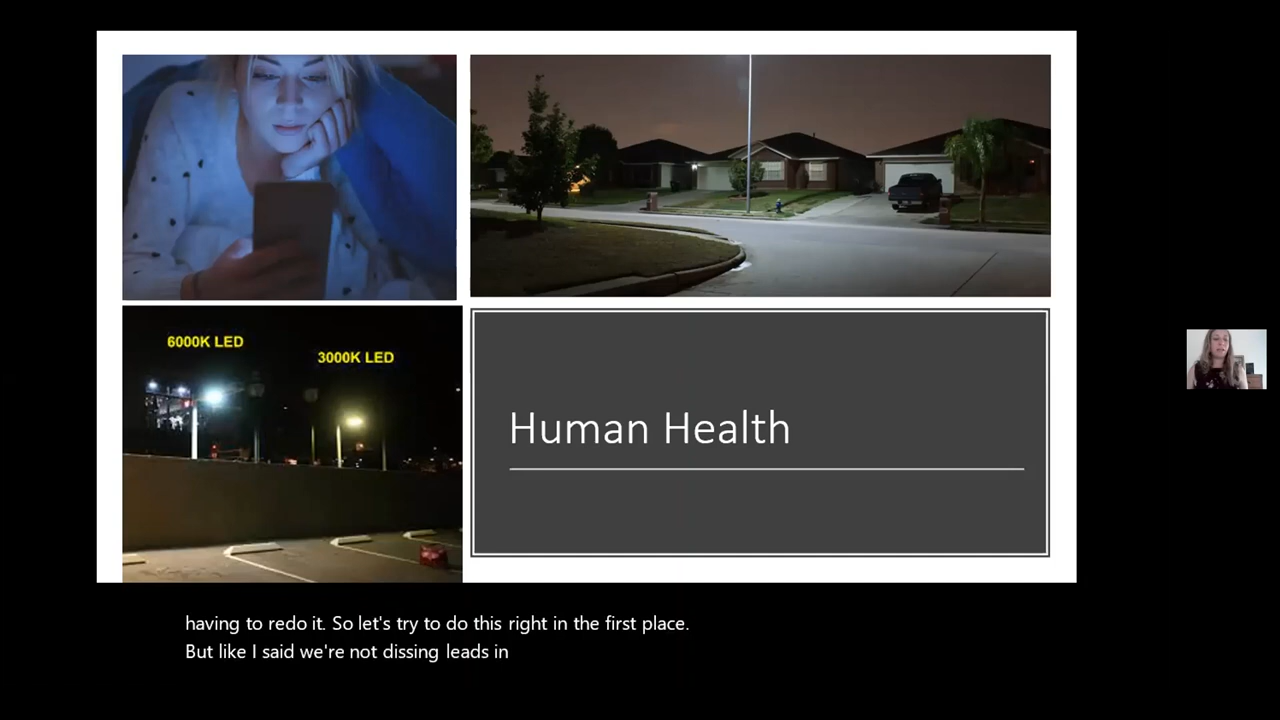 6000K LED
3000K LED
Human Health
having to redo it. So let's try to do this right in the first place.
But like I said we're not dissing leads in